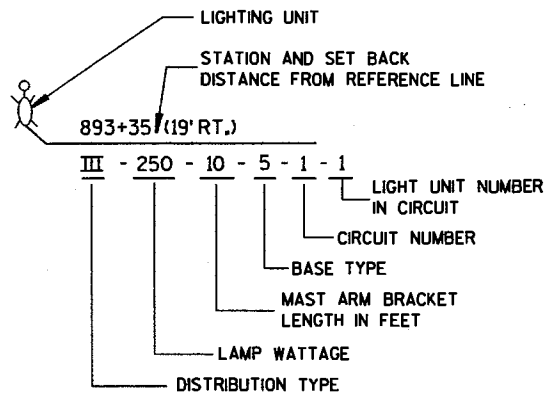 LIGHTING UNIT
STATION AND SET BACK
DISTANCE FROM REFERENCE LINE
893+35 (19' RT.)
III - 250 - 10 - 5 - 1 - 1
LIGHT UNIT NUMBER
IN CIRCUIT
CIRCUIT NUMBER
BASE TYPE
MAST ARM BRACKET
LENGTH IN FEET
LAMP WATTAGE
DISTRIBUTION TYPE